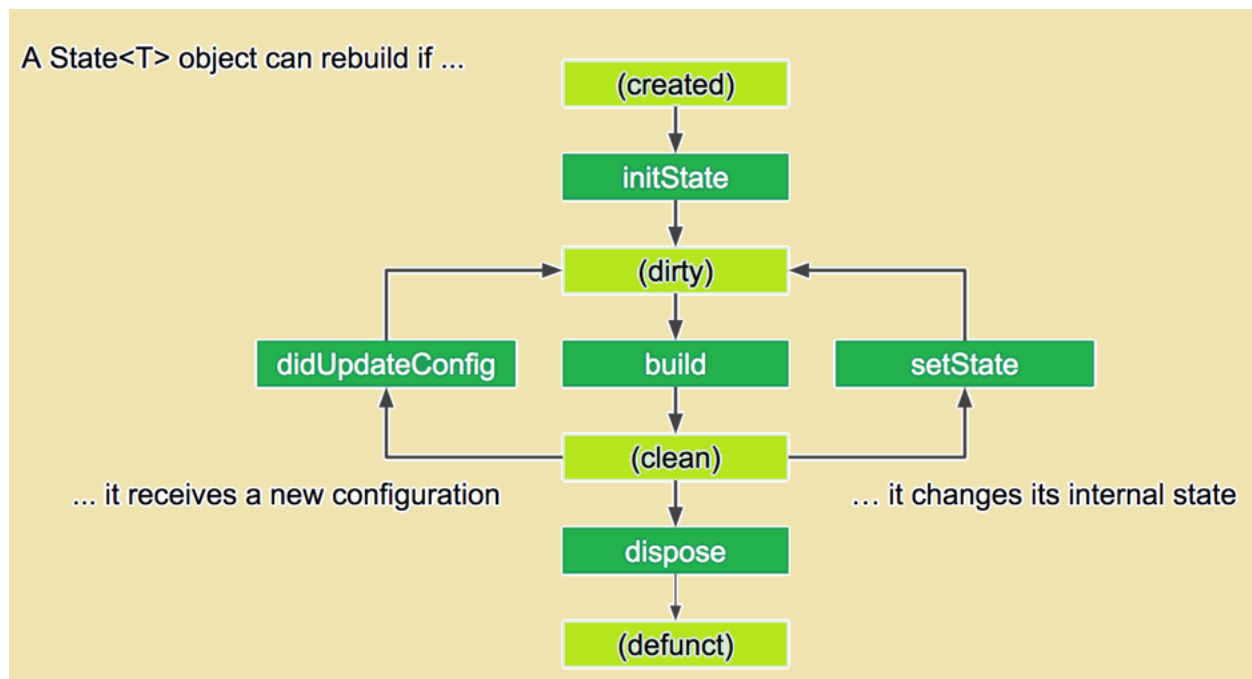 A State<T> object can rebuild if ...
(created)
initState
(dirty)
didUpdateConfig
build
setState
(clean)
... it receives a new configuration
… it changes its internal state
dispose
(defunct)